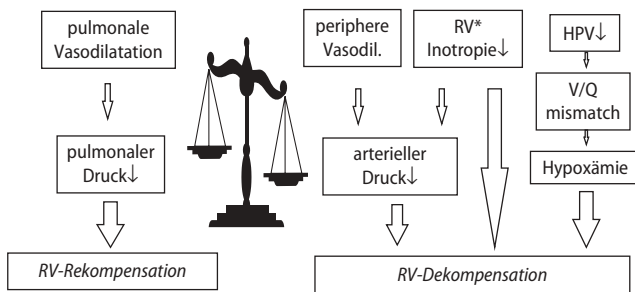 pulmonale
Vasodilatation
pulmonaler
Druck↓
RV-Rekompensation
periphere
Vasodil.
RV*
Inotropie↓
arterieller
Druck↓
HPV↓
V/Q
mismatch
Hypoxämie
RV-Dekompensation